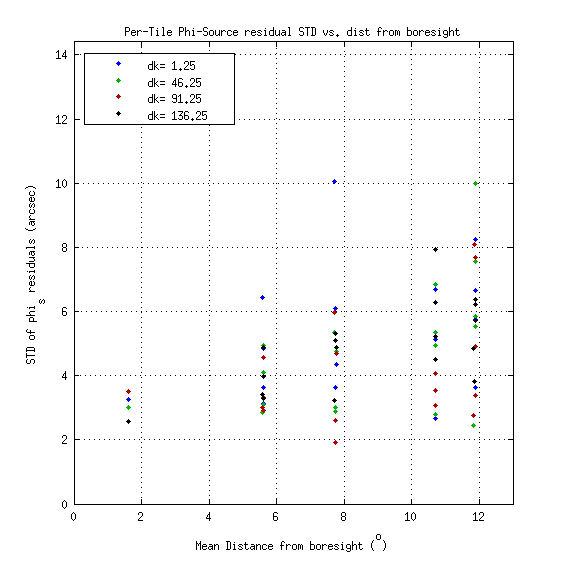 Per-Tile Phi-Source residual STD vs. dist from boresight
14
12
10
8
6
4
2
0
STD of phi_s residuals (arcsec)
dk= 1.25
dk= 46.25
dk= 91.25
dk= 136.25
0 2 4 6 8 10 12
Mean Distance from boresight (°)